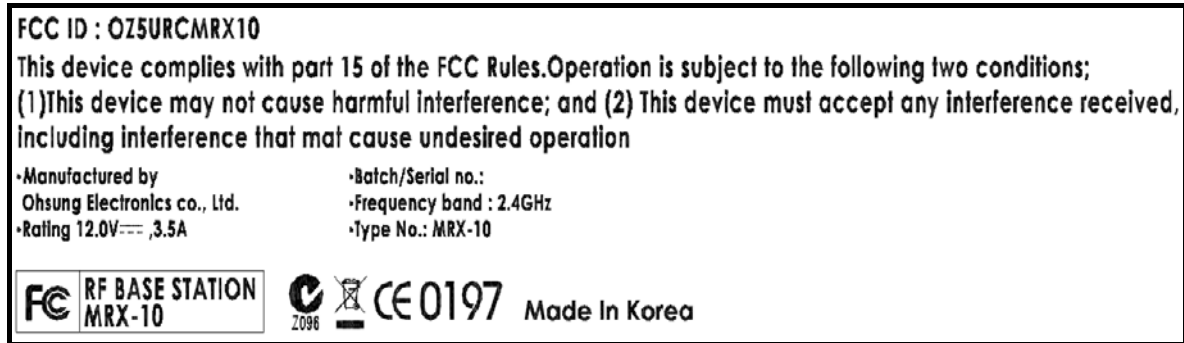 FCC ID : OZ5URCMRX10
This device complies with part 15 of the FCC Rules.Operation is subject to the following two conditions;
(1)This device may not cause harmful interference; and (2) This device must accept any interference received,
including interference that mat cause undesired operation
·Manufactured by
Ohsung Electronics co., Ltd.
·Rating 12.0V⎓ ,3.5A
·Batch/Serial no.:
·Frequency band : 2.4GHz
·Type No.: MRX-10
FC RF BASE STATION
MRX-10
Z096
CE 0197 Made In Korea